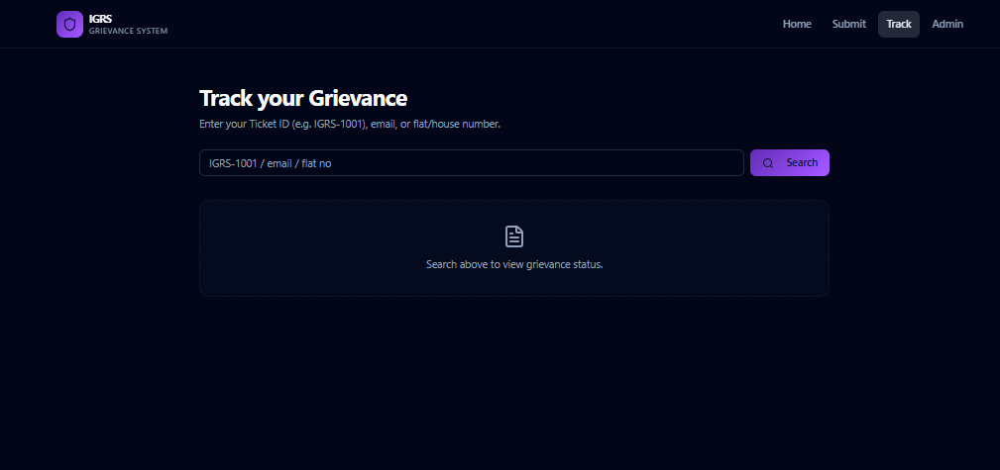 IGRS
GRIEVANCE SYSTEM
Home
Submit
Track
Admin
Track your Grievance
Enter your Ticket ID (e.g. IGRS-1001), email, or flat/house number.
IGRS-1001 / email / flat no
Search
Search above to view grievance status.